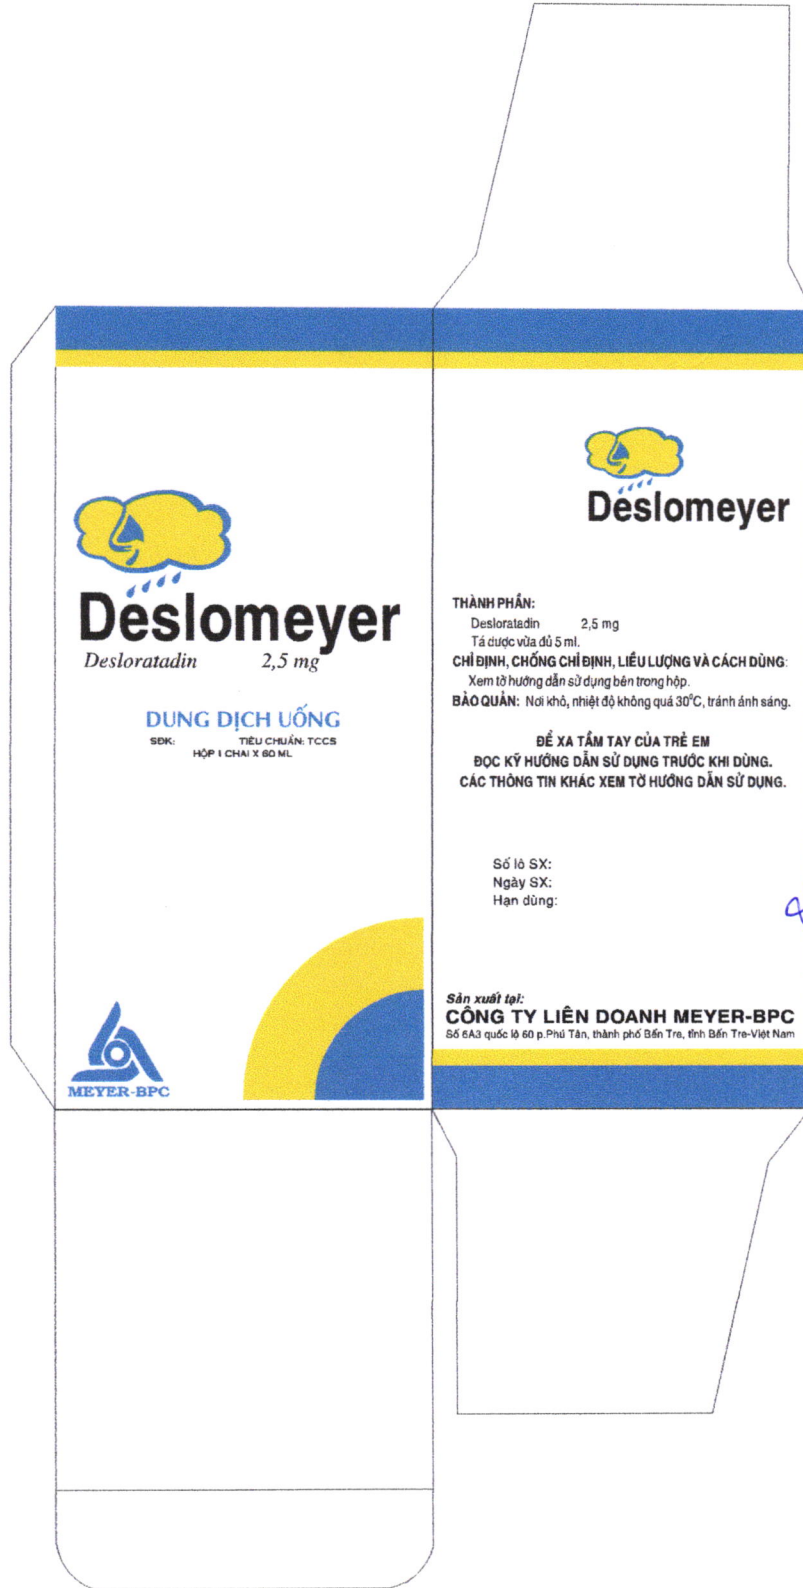 Deslomeyer
Desloratadin 2,5 mg
DUNG DỊCH UỐNG
SĐK: TIÊU CHUẨN: TCCS
HỘP 1 CHAI X 60 ML
MEYER-BPC
Deslomeyer
THÀNH PHẦN:
Desloratadin 2,5 mg
Tá dược vừa đủ 5 ml.
CHỈ ĐỊNH, CHỐNG CHỈ ĐỊNH, LIỀU LƯỢNG VÀ CÁCH DÙNG:
Xem tờ hướng dẫn sử dụng bên trong hộp.
BẢO QUẢN: Nơi khô, nhiệt độ không quá 30°C, tránh ánh sáng.
ĐỂ XA TẦM TAY CỦA TRẺ EM
ĐỌC KỸ HƯỚNG DẪN SỬ DỤNG TRƯỚC KHI DÙNG.
CÁC THÔNG TIN KHÁC XEM TỜ HƯỚNG DẪN SỬ DỤNG.
Số lô SX:
Ngày SX:
Hạn dùng:
Sản xuất tại:
CÔNG TY LIÊN DOANH MEYER-BPC
Số 6A3 quốc lộ 60 p.Phú Tân, thành phố Bến Tre, tỉnh Bến Tre-Việt Nam